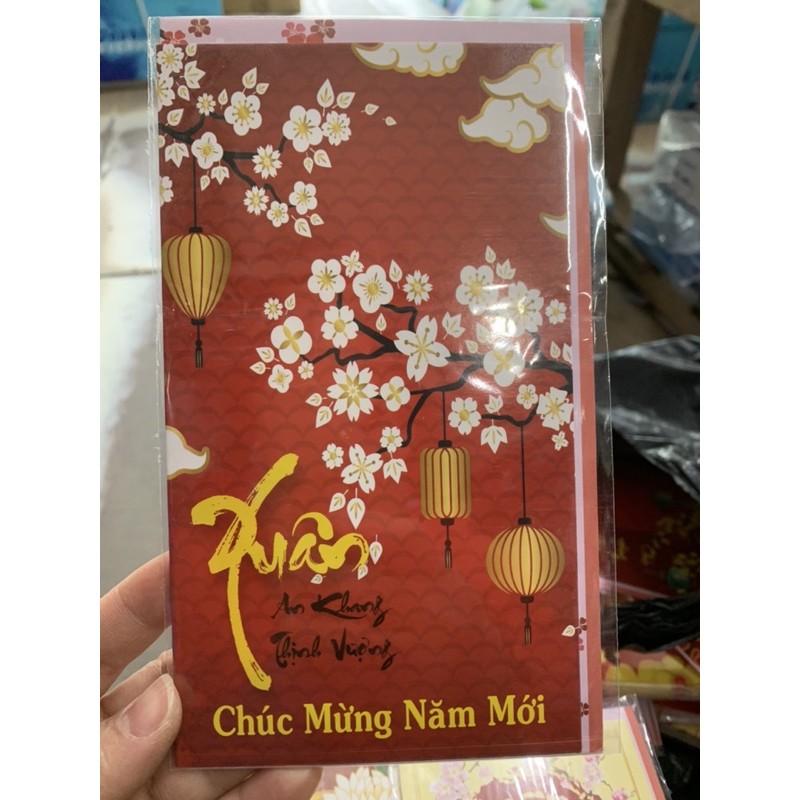 Xuân
An Khang
Thịnh Vượng
Chúc Mừng Năm Mới